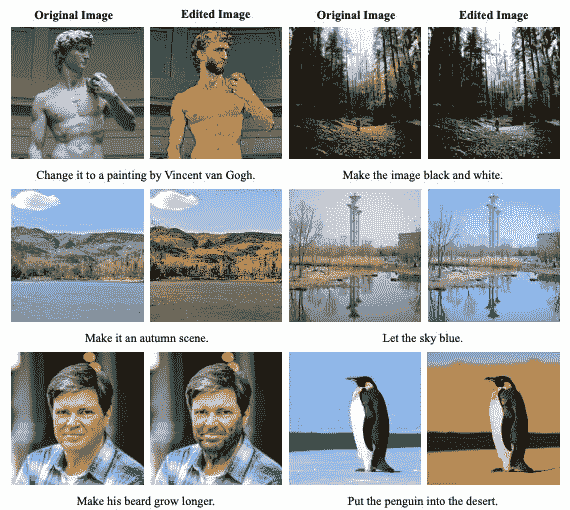 Original Image Edited Image Original Image Edited Image
Change it to a painting by Vincent van Gogh. Make the image black and white.
Make it an autumn scene. Let the sky blue.
Make his beard grow longer. Put the penguin into the desert.